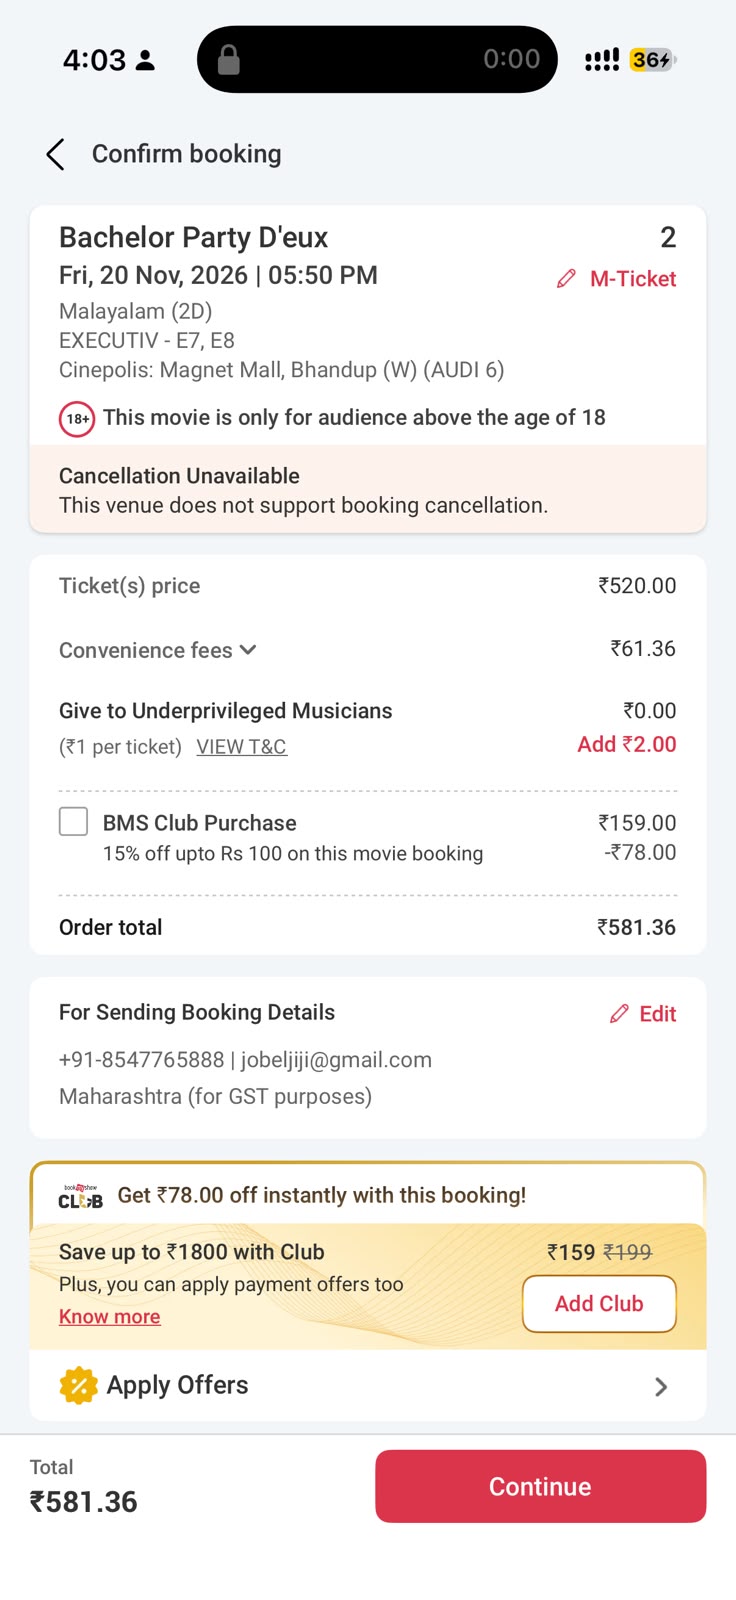 4:03
0:00
36
Confirm booking
Bachelor Party D'eux
2
Fri, 20 Nov, 2026 | 05:50 PM
M-Ticket
Malayalam (2D)
EXECUTIV - E7, E8
Cinepolis: Magnet Mall, Bhandup (W) (AUDI 6)
18+ This movie is only for audience above the age of 18
Cancellation Unavailable
This venue does not support booking cancellation.
Ticket(s) price ₹520.00
Convenience fees ₹61.36
Give to Underprivileged Musicians ₹0.00
(₹1 per ticket) VIEW T&C Add ₹2.00
BMS Club Purchase ₹159.00
15% off upto Rs 100 on this movie booking -₹78.00
Order total ₹581.36
For Sending Booking Details Edit
+91-8547765888 | jobeljiji@gmail.com
Maharashtra (for GST purposes)
bookmyshow
CLUB Get ₹78.00 off instantly with this booking!
Save up to ₹1800 with Club ₹159 ₹199
Plus, you can apply payment offers too
Add Club
Know more
Apply Offers
Total
₹581.36
Continue